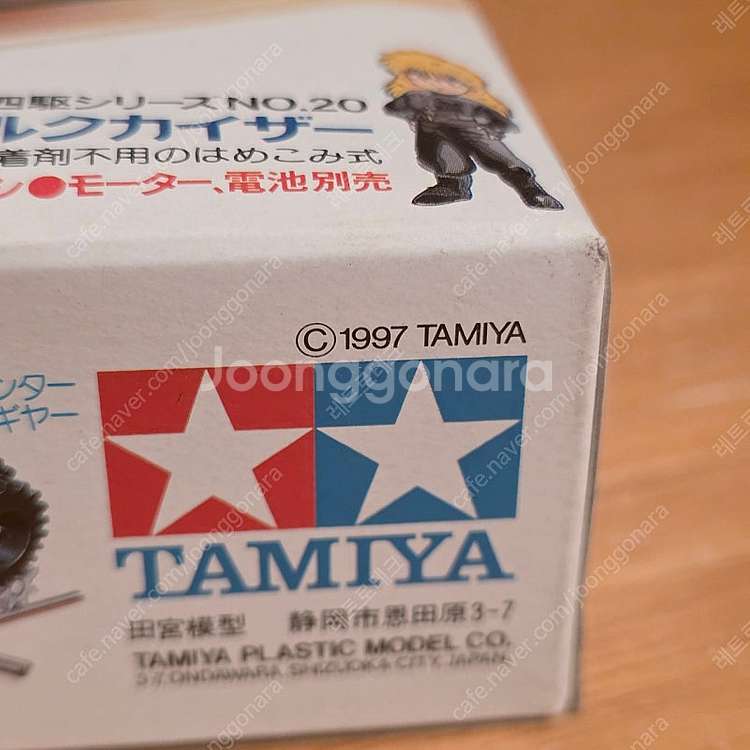 四駆シリーズNO.20
ルクカイザー
着剤不用のはめこみ式
ン●モーター、電池別売
©1997 TAMIYA
Joonggonara
ンター
ギヤー
TAMIYA
田宮模型 静岡市恩田原3-7
TAMIYA PLASTIC MODEL CO.
3-7, ONDAWARA, SHIZUOKA CITY, JAPAN.
cafe.naver.com/joonggonara